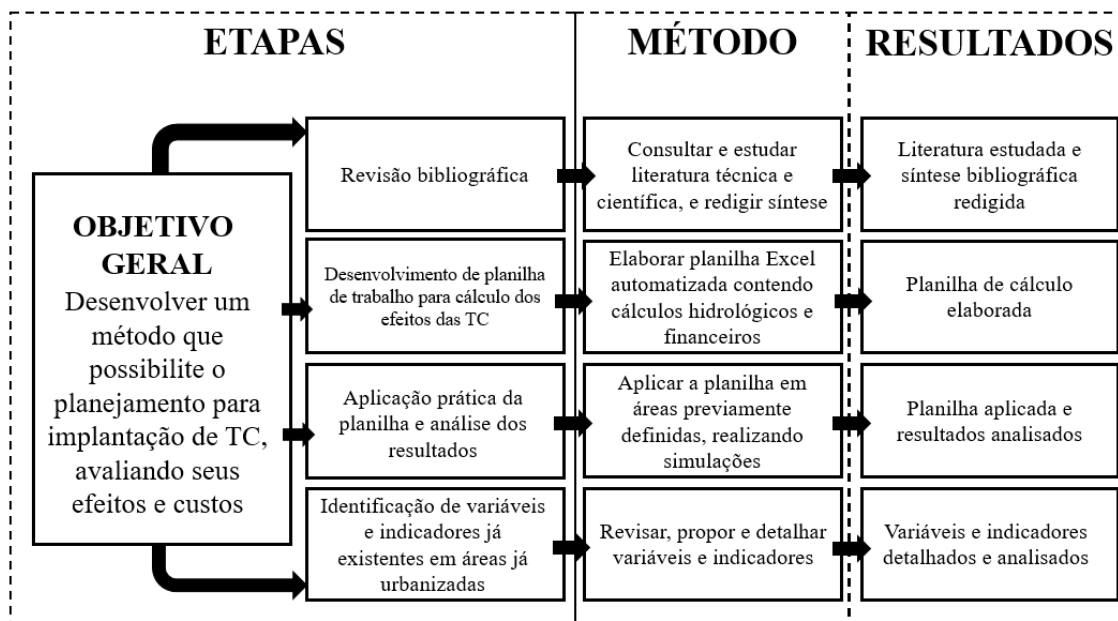 ETAPAS
MÉTODO
RESULTADOS
OBJETIVO
GERAL
Desenvolver um
método que
possibilite o
planejamento para
implantação de TC,
avaliando seus
efeitos e custos
Revisão bibliográfica
Consultar e estudar
literatura técnica e
científica, e redigir síntese
Literatura estudada e
síntese bibliográfica
redigida
Desenvolvimento de planilha
de trabalho para cálculo dos
efeitos das TC
Elaborar planilha Excel
automatizada contendo
cálculos hidrológicos e
financeiros
Planilha de cálculo
elaborada
Aplicação prática da
planilha e análise dos
resultados
Aplicar a planilha em
áreas previamente
definidas, realizando
simulações
Planilha aplicada e
resultados analisados
Identificação de variáveis
e indicadores já
existentes em áreas já
urbanizadas
Revisar, propor e detalhar
variáveis e indicadores
Variáveis e indicadores
detalhados e analisados